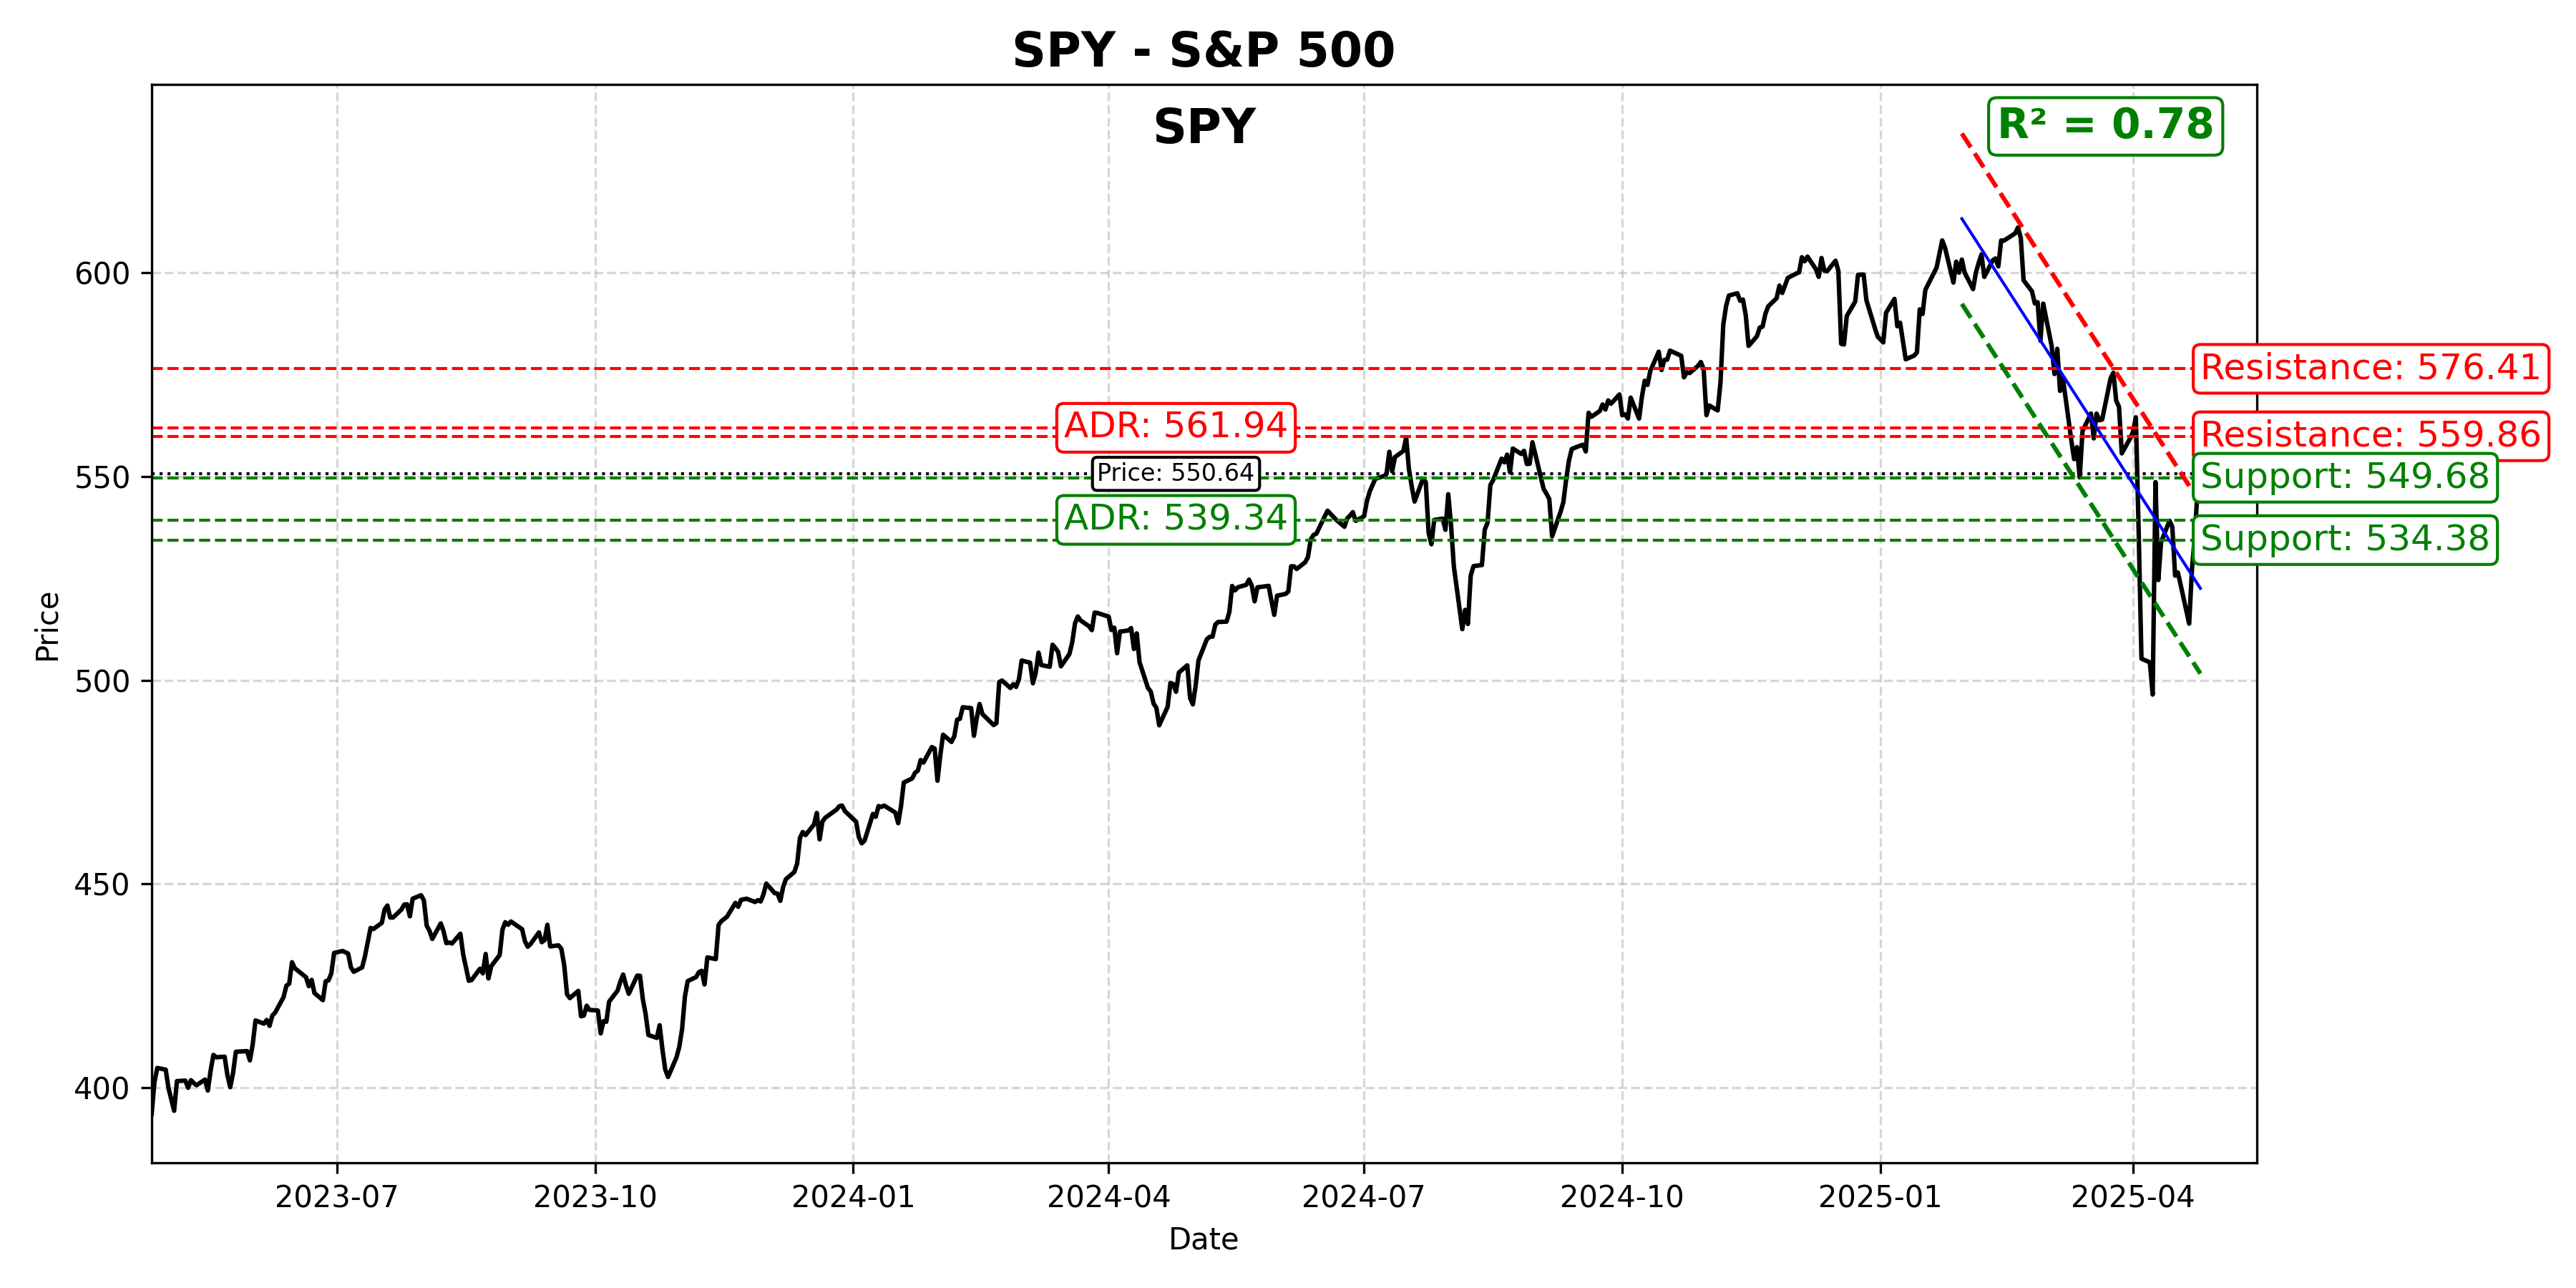 SPY - S&P 500
SPY
R² = 0.78
600
550
500
450
400
Price
Resistance: 576.41
ADR: 561.94
Resistance: 559.86
Price: 550.64
Support: 549.68
ADR: 539.34
Support: 534.38
2023-07
2023-10
2024-01
2024-04
2024-07
2024-10
2025-01
2025-04
Date